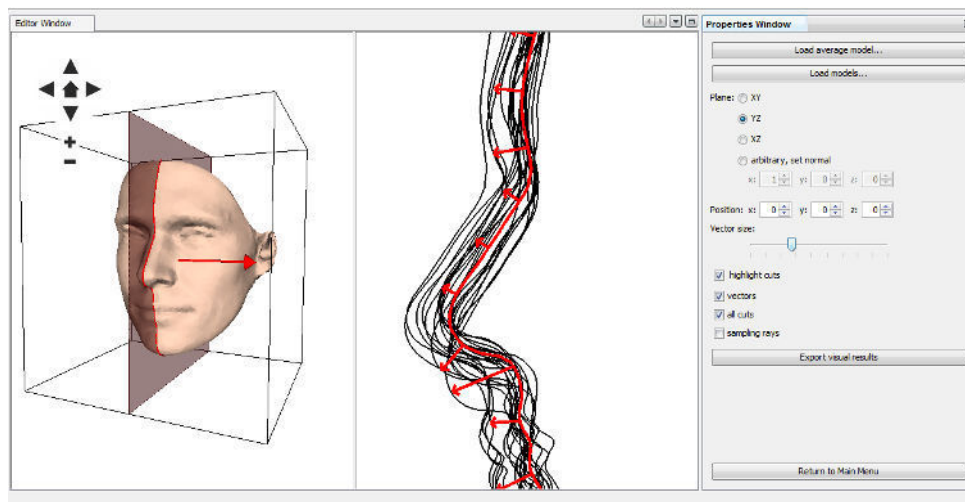 Editor Window
Properties Window
Load average model...
Load models...
Plane: XY
YZ
XZ
arbitrary, set normal
x: 1 y: 0 z: 0
Position: x: 0 y: 0 z: 0
Vector size:
highlight cuts
vectors
all cuts
sampling rays
Export visual results
Return to Main Menu